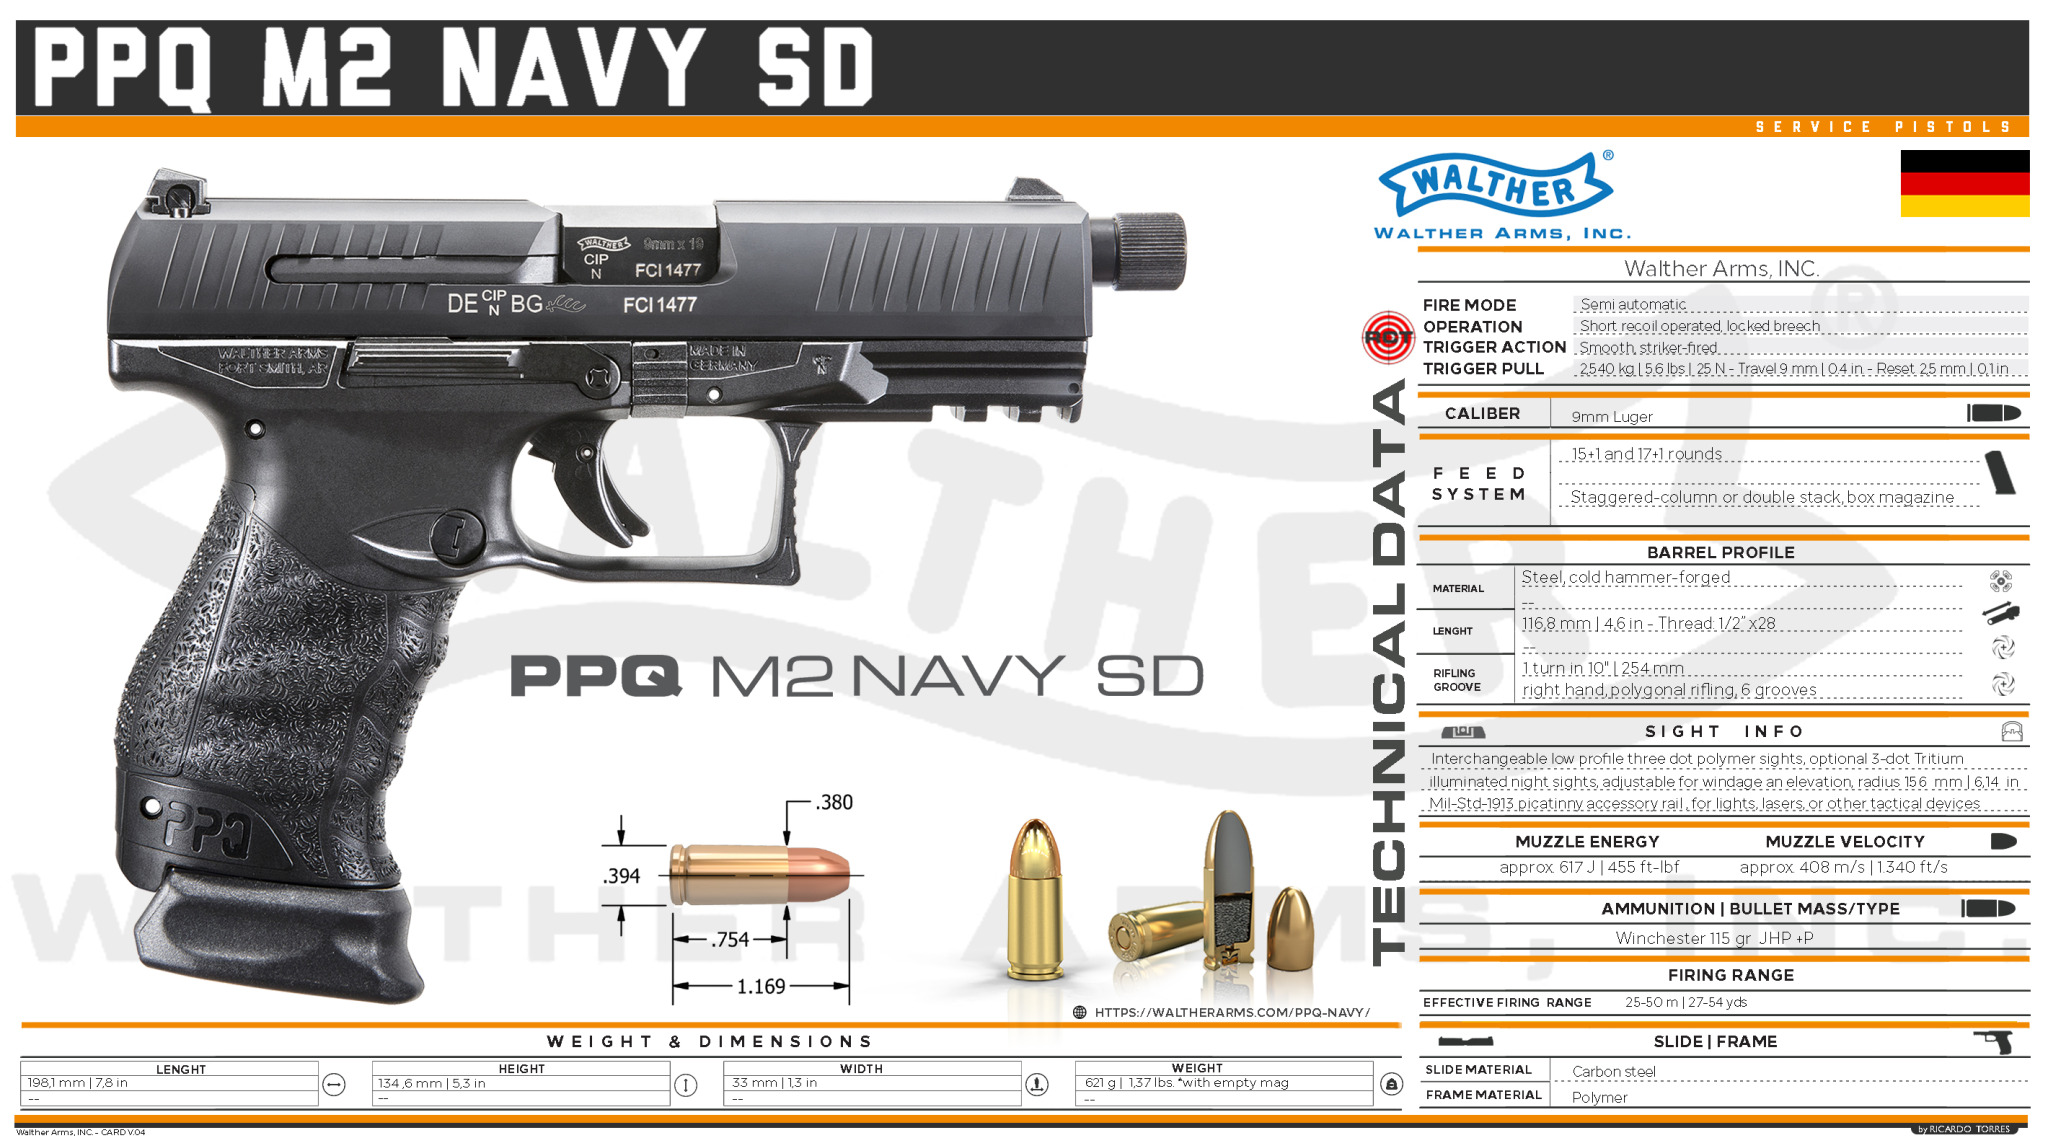 PPQ M2 NAVY SD
SERVICE PISTOLS
WALTHER ®
WALTHER ARMS, INC.
Walther Arms, INC.
FIRE MODE Semi automatic
OPERATION Short recoil operated, locked breech
TRIGGER ACTION Smooth, striker-fired
TRIGGER PULL 2,540 kg | 5,6 lbs | 25 N - Travel 9 mm | 0.4 in - Reset 2,5 mm | 0,1 in
TECHNICAL DATA
CALIBER 9mm Luger
FEED SYSTEM
15+1 and 17+1 rounds
Staggered-column or double stack, box magazine
BARREL PROFILE
MATERIAL Steel, cold hammer-forged
--
LENGHT 116,8 mm | 4,6 in - Thread: 1/2" x28
--
RIFLING GROOVE
1 turn in 10" | 254 mm
right hand, polygonal rifling, 6 grooves
SIGHT INFO
Interchangeable low profile three dot polymer sights, optional 3-dot Tritium
illuminated night sights, adjustable for windage an elevation, radius 156 mm | 6,14 in
Mil-Std-1913 picatinny accessory rail, for lights, lasers, or other tactical devices
MUZZLE ENERGY MUZZLE VELOCITY
approx. 617 J | 455 ft-lbf approx. 408 m/s | 1.340 ft/s
AMMUNITION | BULLET MASS/TYPE
Winchester 115 gr JHP +P
FIRING RANGE
EFFECTIVE FIRING RANGE 25-50 m | 27-54 yds
SLIDE | FRAME
SLIDE MATERIAL Carbon steel
FRAME MATERIAL Polymer
by RICARDO TORRES
WALTHER 9mm x 19
CIP
N FCI 1477
DE CIP N BG FCI 1477
WALTHER ARMS
FORT SMITH, AR
MADE IN
GERMANY
PPQ
PPQ M2 NAVY SD
.380
.394
.754
1.169
HTTPS://WALTHERARMS.COM/PPQ-NAVY/
WEIGHT & DIMENSIONS
LENGHT HEIGHT WIDTH WEIGHT
198,1 mm | 7,8 in 134,6 mm | 5,3 in 33 mm | 1,3 in 621 g | 1,37 lbs. *with empty mag
-- -- -- --
Walther Arms, INC. - CARD V.04
WALTHER ®
WALTHER ARMS, INC.